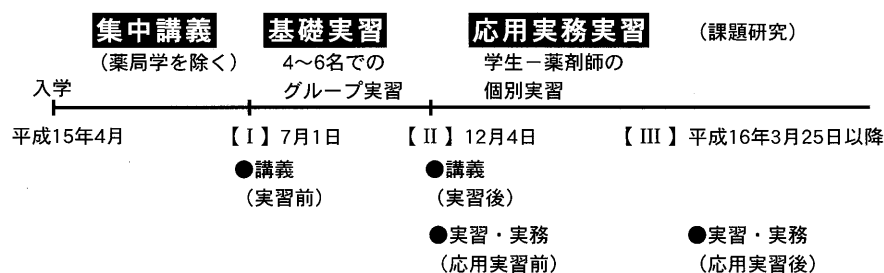 集中講義 基礎実習 応用実務実習 (課題研究)
(薬局学を除く) 4～6名での 学生－薬剤師の
グループ実習 個別実習
入学
平成15年4月 【Ⅰ】7月1日 【Ⅱ】12月4日 【Ⅲ】平成16年3月25日以降
●講義 ●講義
(実習前) (実習後)
●実習・実務 ●実習・実務
(応用実習前) (応用実習後)